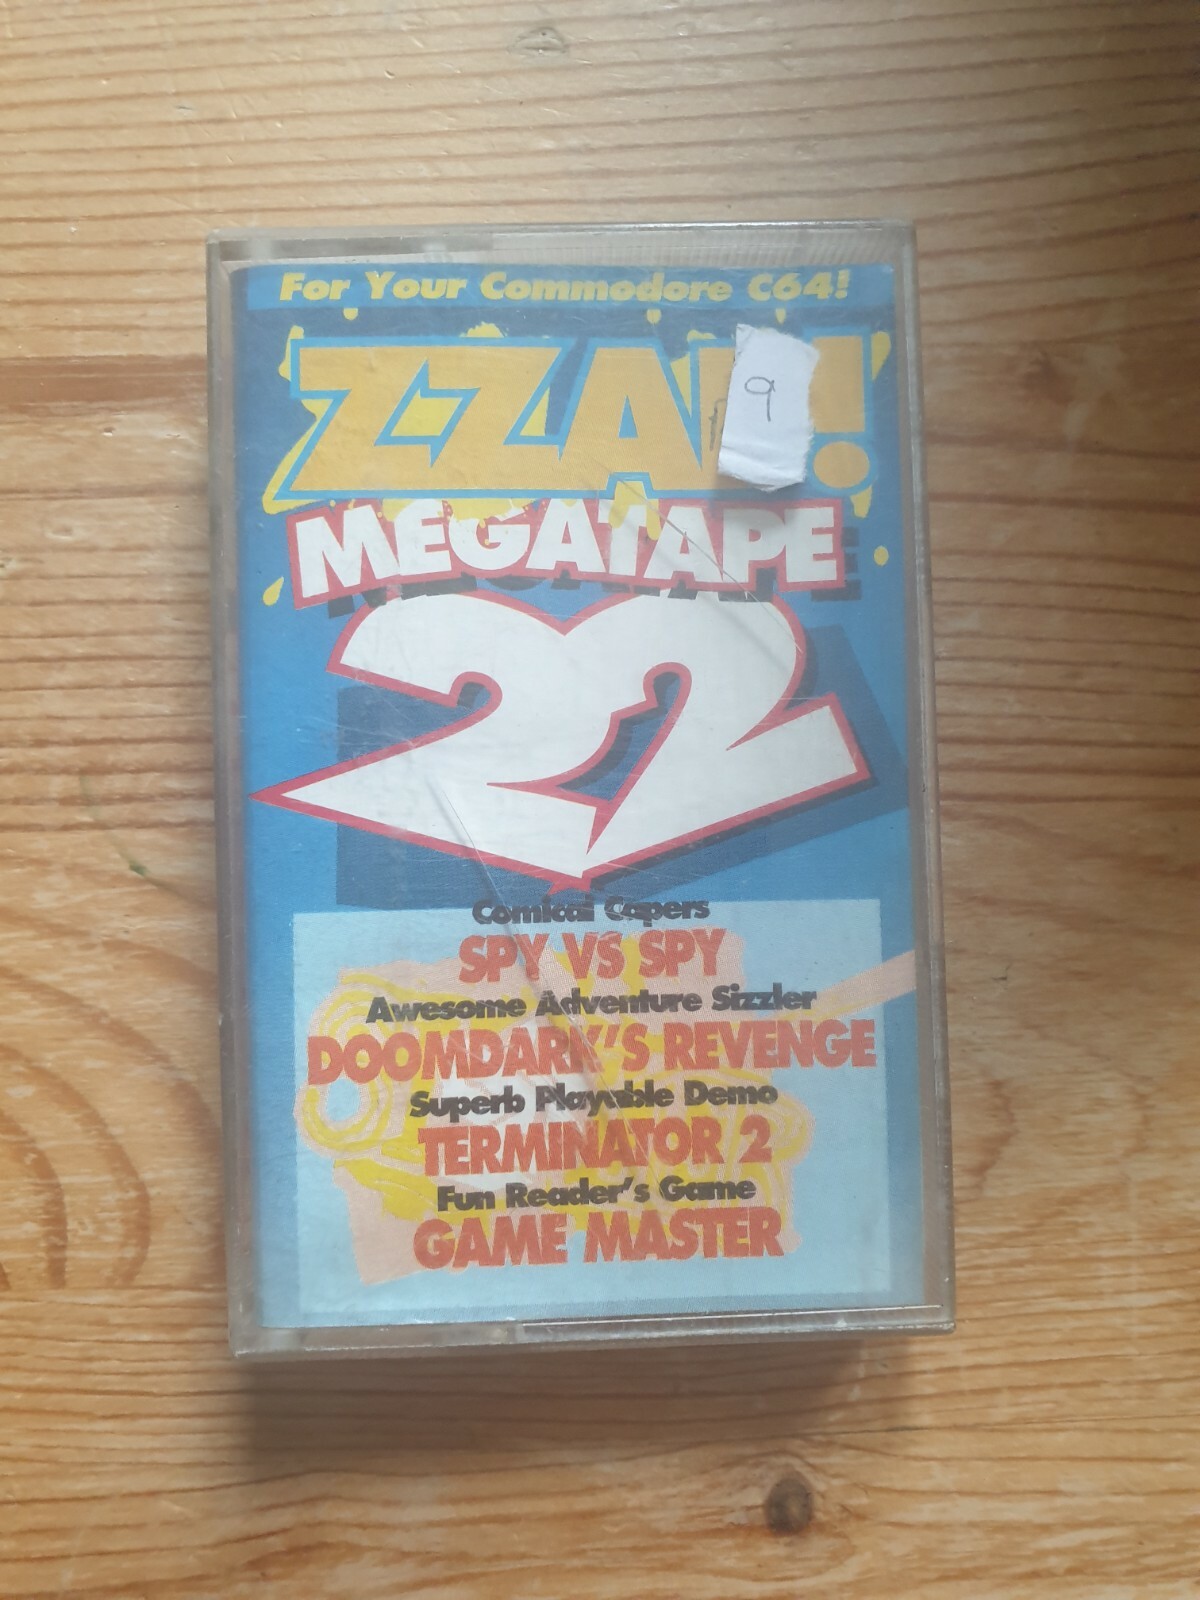 For Your Commodore C64!
ZZAP!
9
MEGATAPE
22
Comical Capers
SPY VS SPY
Awesome Adventure Sizzler
DOOMDARK'S REVENGE
Superb Playable Demo
TERMINATOR 2
Fun Reader's Game
GAME MASTER